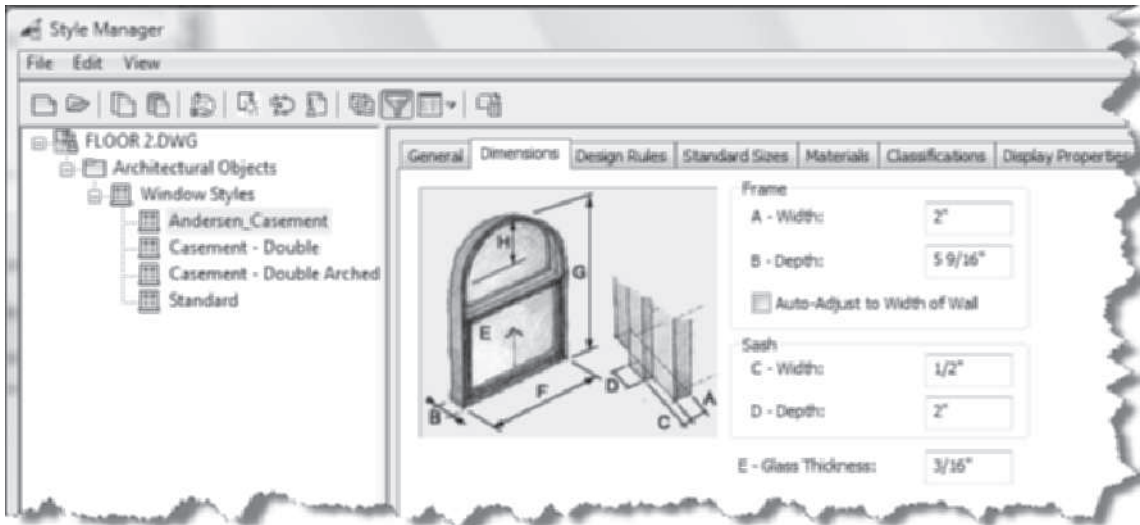 Style Manager
File Edit View
FLOOR 2.DWG
Architectural Objects
Window Styles
Andersen_Casement
Casement - Double
Casement - Double Arched
Standard
General Dimensions Design Rules Standard Sizes Materials Classifications Display Properties
H
G
E
F
B
D
C
A
Frame
A - Width: 2"
B - Depth: 5 9/16"
Auto-Adjust to Width of Wall
Sash
C - Width: 1/2"
D - Depth: 2"
E - Glass Thickness: 3/16"